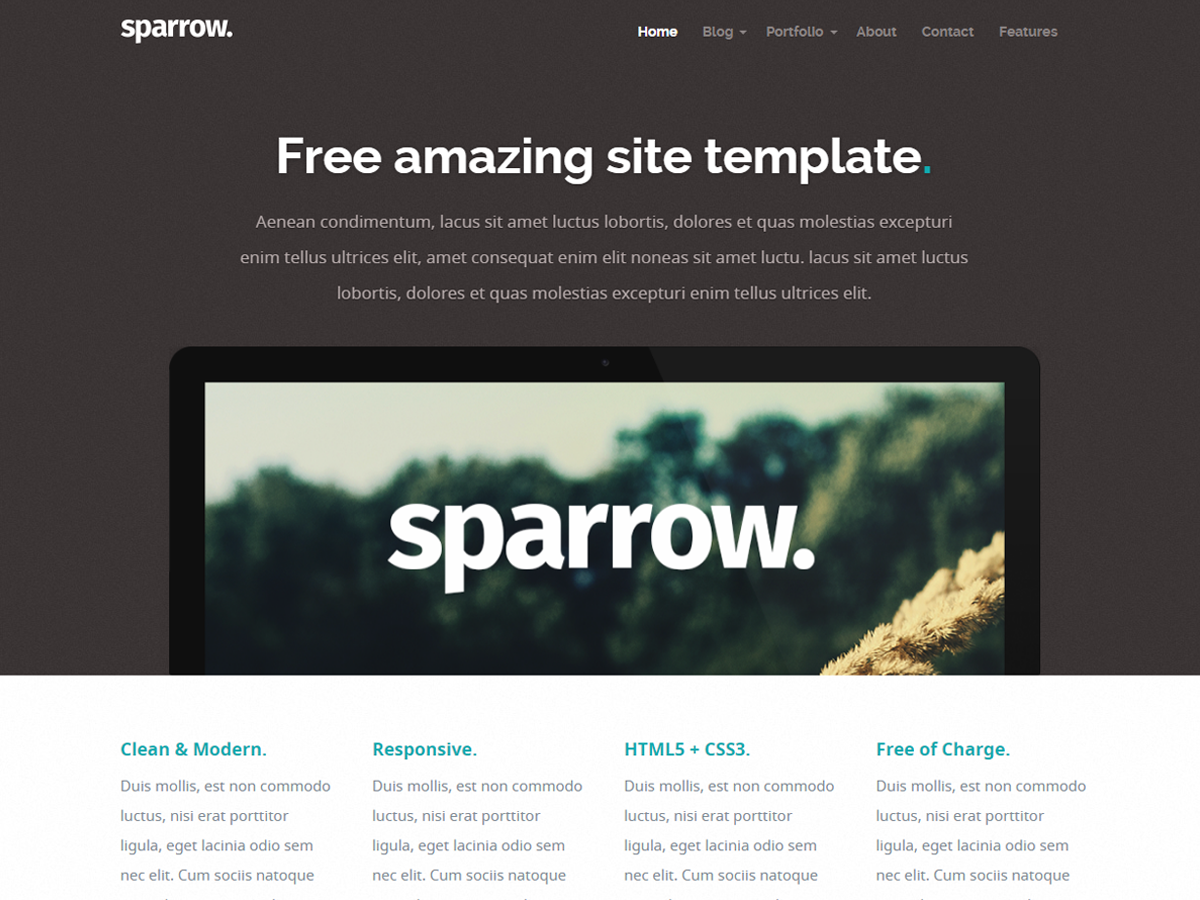 sparrow.
Home Blog Portfolio About Contact Features
Free amazing site template.
Aenean condimentum, lacus sit amet luctus lobortis, dolores et quas molestias excepturi
enim tellus ultrices elit, amet consequat enim elit noneas sit amet luctu. lacus sit amet luctus
lobortis, dolores et quas molestias excepturi enim tellus ultrices elit.
sparrow.
Clean & Modern.
Duis mollis, est non commodo
luctus, nisi erat porttitor
ligula, eget lacinia odio sem
nec elit. Cum sociis natoque
Responsive.
Duis mollis, est non commodo
luctus, nisi erat porttitor
ligula, eget lacinia odio sem
nec elit. Cum sociis natoque
HTML5 + CSS3.
Duis mollis, est non commodo
luctus, nisi erat porttitor
ligula, eget lacinia odio sem
nec elit. Cum sociis natoque
Free of Charge.
Duis mollis, est non commodo
luctus, nisi erat porttitor
ligula, eget lacinia odio sem
nec elit. Cum sociis natoque